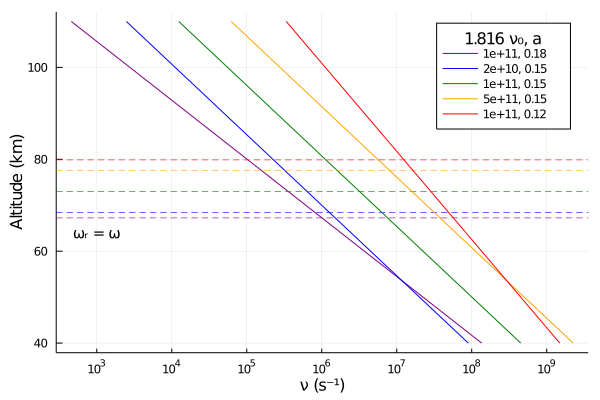 1.816 ν₀, a
1e+11, 0.18
2e+10, 0.15
1e+11, 0.15
5e+11, 0.15
1e+11, 0.12
Altitude (km)
100
80
60
40
ωᵣ = ω
10³ 10⁴ 10⁵ 10⁶ 10⁷ 10⁸ 10⁹
ν (s⁻¹)